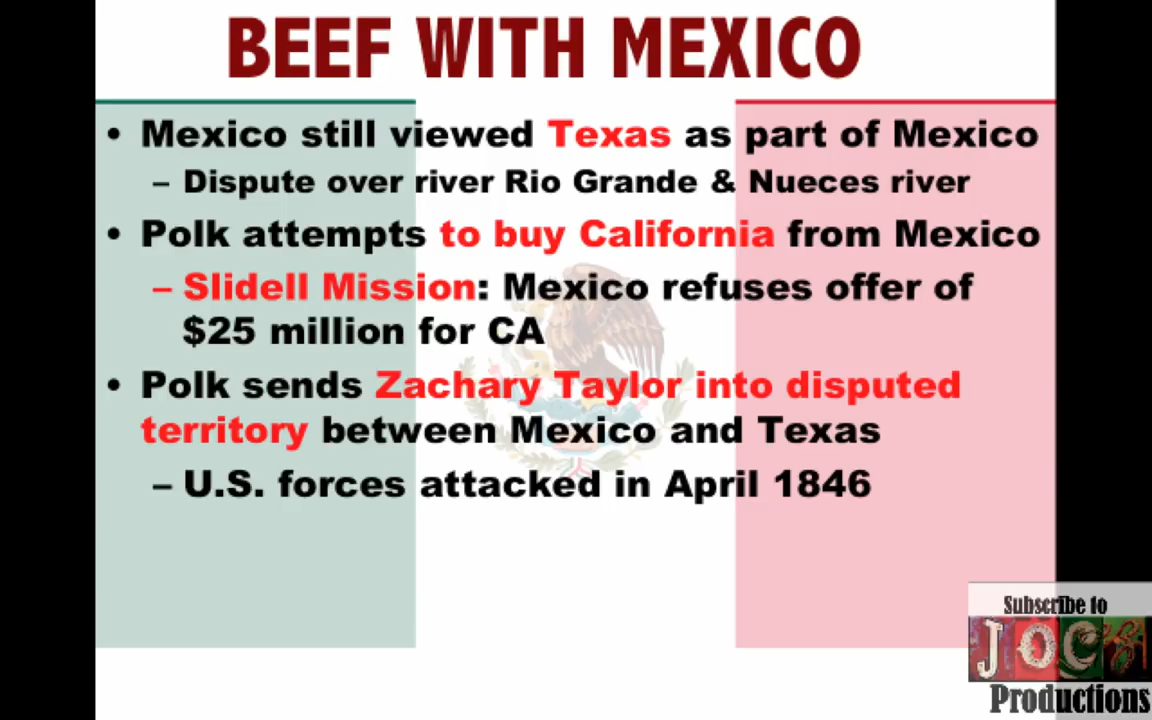 BEEF WITH MEXICO
• Mexico still viewed Texas as part of Mexico
– Dispute over river Rio Grande & Nueces river
• Polk attempts to buy California from Mexico
– Slidell Mission: Mexico refuses offer of
$25 million for CA
• Polk sends Zachary Taylor into disputed
territory between Mexico and Texas
– U.S. forces attacked in April 1846
Subscribe to
JOCZ
Productions